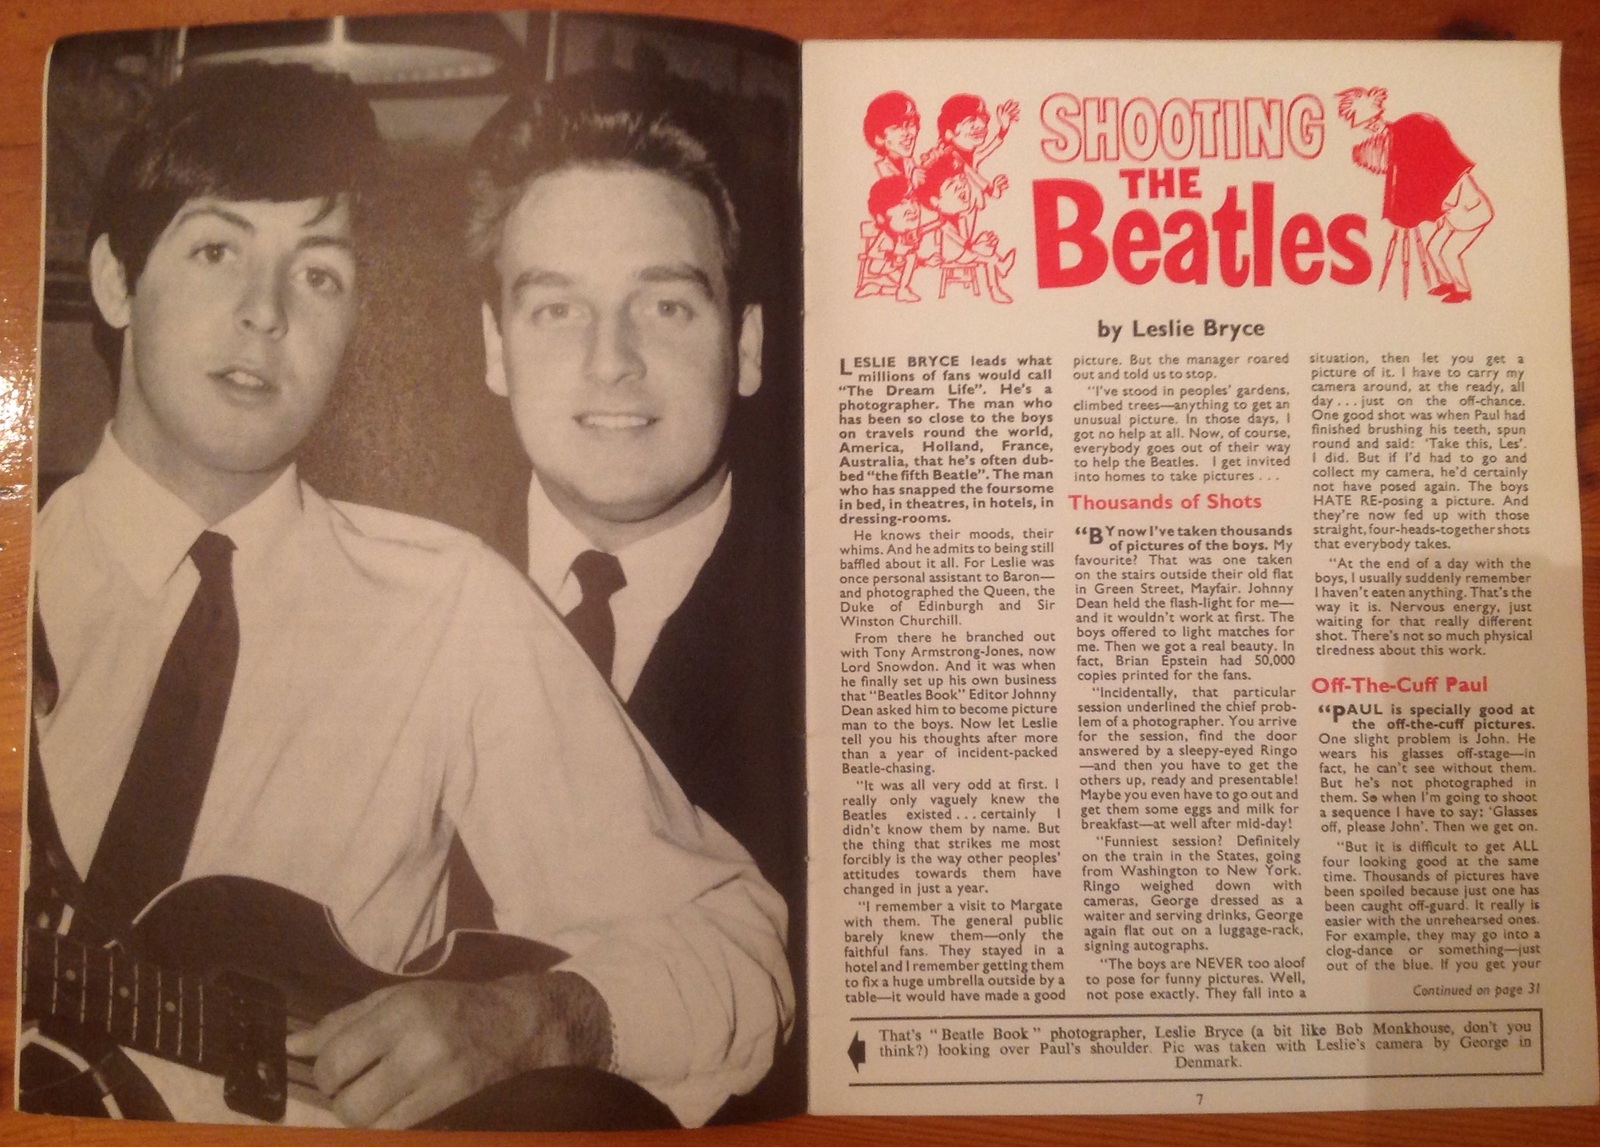 SHOOTING
THE
Beatles
by Leslie Bryce
LESLIE BRYCE leads what
millions of fans would call
"The Dream Life". He's a
photographer. The man who
has been so close to the boys
on travels round the world,
America, Holland, France,
Australia, that he's often dub-
bed "the fifth Beatle". The man
who has snapped the foursome
in bed, in theatres, in hotels, in
dressing-rooms.
He knows their moods, their
whims. And he admits to being still
baffled about it all. For Leslie was
once personal assistant to Baron—
and photographed the Queen, the
Duke of Edinburgh and Sir
Winston Churchill.
From there he branched out
with Tony Armstrong-Jones, now
Lord Snowdon. And it was when
he finally set up his own business
that "Beatles Book" Editor Johnny
Dean asked him to become picture
man to the boys. Now let Leslie
tell you his thoughts after more
than a year of incident-packed
Beatle-chasing.
"It was all very odd at first. I
really only vaguely knew the
Beatles existed . . . certainly I
didn't know them by name. But
the thing that strikes me most
forcibly is the way other peoples'
attitudes towards them have
changed in just a year.
"I remember a visit to Margate
with them. The general public
barely knew them—only the
faithful fans. They stayed in a
hotel and I remember getting them
to fix a huge umbrella outside by a
table—it would have made a good
picture. But the manager roared
out and told us to stop.
"I've stood in peoples' gardens,
climbed trees—anything to get an
unusual picture. In those days, I
got no help at all. Now, of course,
everybody goes out of their way
to help the Beatles. I get invited
into homes to take pictures . . .
Thousands of Shots
"BY now I've taken thousands
of pictures of the boys. My
favourite? That was one taken
on the stairs outside their old flat
in Green Street, Mayfair. Johnny
Dean held the flash-light for me—
and it wouldn't work at first. The
boys offered to light matches for
me. Then we got a real beauty. In
fact, Brian Epstein had 50,000
copies printed for the fans.
"Incidentally, that particular
session underlined the chief prob-
lem of a photographer. You arrive
for the session, find the door
answered by a sleepy-eyed Ringo
—and then you have to get the
others up, ready and presentable!
Maybe you even have to go out and
get them some eggs and milk for
breakfast—at well after mid-day!
"Funniest session? Definitely
on the train in the States, going
from Washington to New York.
Ringo weighed down with
cameras, George dressed as a
waiter and serving drinks, George
again flat out on a luggage-rack,
signing autographs.
"The boys are NEVER too aloof
to pose for funny pictures. Well,
not pose exactly. They fall into a
situation, then let you get a
picture of it. I have to carry my
camera around, at the ready, all
day . . . just on the off-chance.
One good shot was when Paul had
finished brushing his teeth, spun
round and said: 'Take this, Les'.
I did. But if I'd had to go and
collect my camera, he'd certainly
not have posed again. The boys
HATE RE-posing a picture. And
they're now fed up with those
straight, four-heads-together shots
that everybody takes.
"At the end of a day with the
boys, I usually suddenly remember
I haven't eaten anything. That's the
way it is. Nervous energy, just
waiting for that really different
shot. There's not so much physical
tiredness about this work.
Off-The-Cuff Paul
"PAUL is specially good at
the off-the-cuff pictures.
One slight problem is John. He
wears his glasses off-stage—in
fact, he can't see without them.
But he's not photographed in
them. So when I'm going to shoot
a sequence I have to say: 'Glasses
off, please John'. Then we get on.
"But it is difficult to get ALL
four looking good at the same
time. Thousands of pictures have
been spoiled because just one has
been caught off-guard. It really is
easier with the unrehearsed ones.
For example, they may go into a
clog-dance or something—just
out of the blue. If you get your
Continued on page 31
That's "Beatle Book" photographer, Leslie Bryce (a bit like Bob Monkhouse, don't you
think?) looking over Paul's shoulder. Pic was taken with Leslie's camera by George in
Denmark.
7